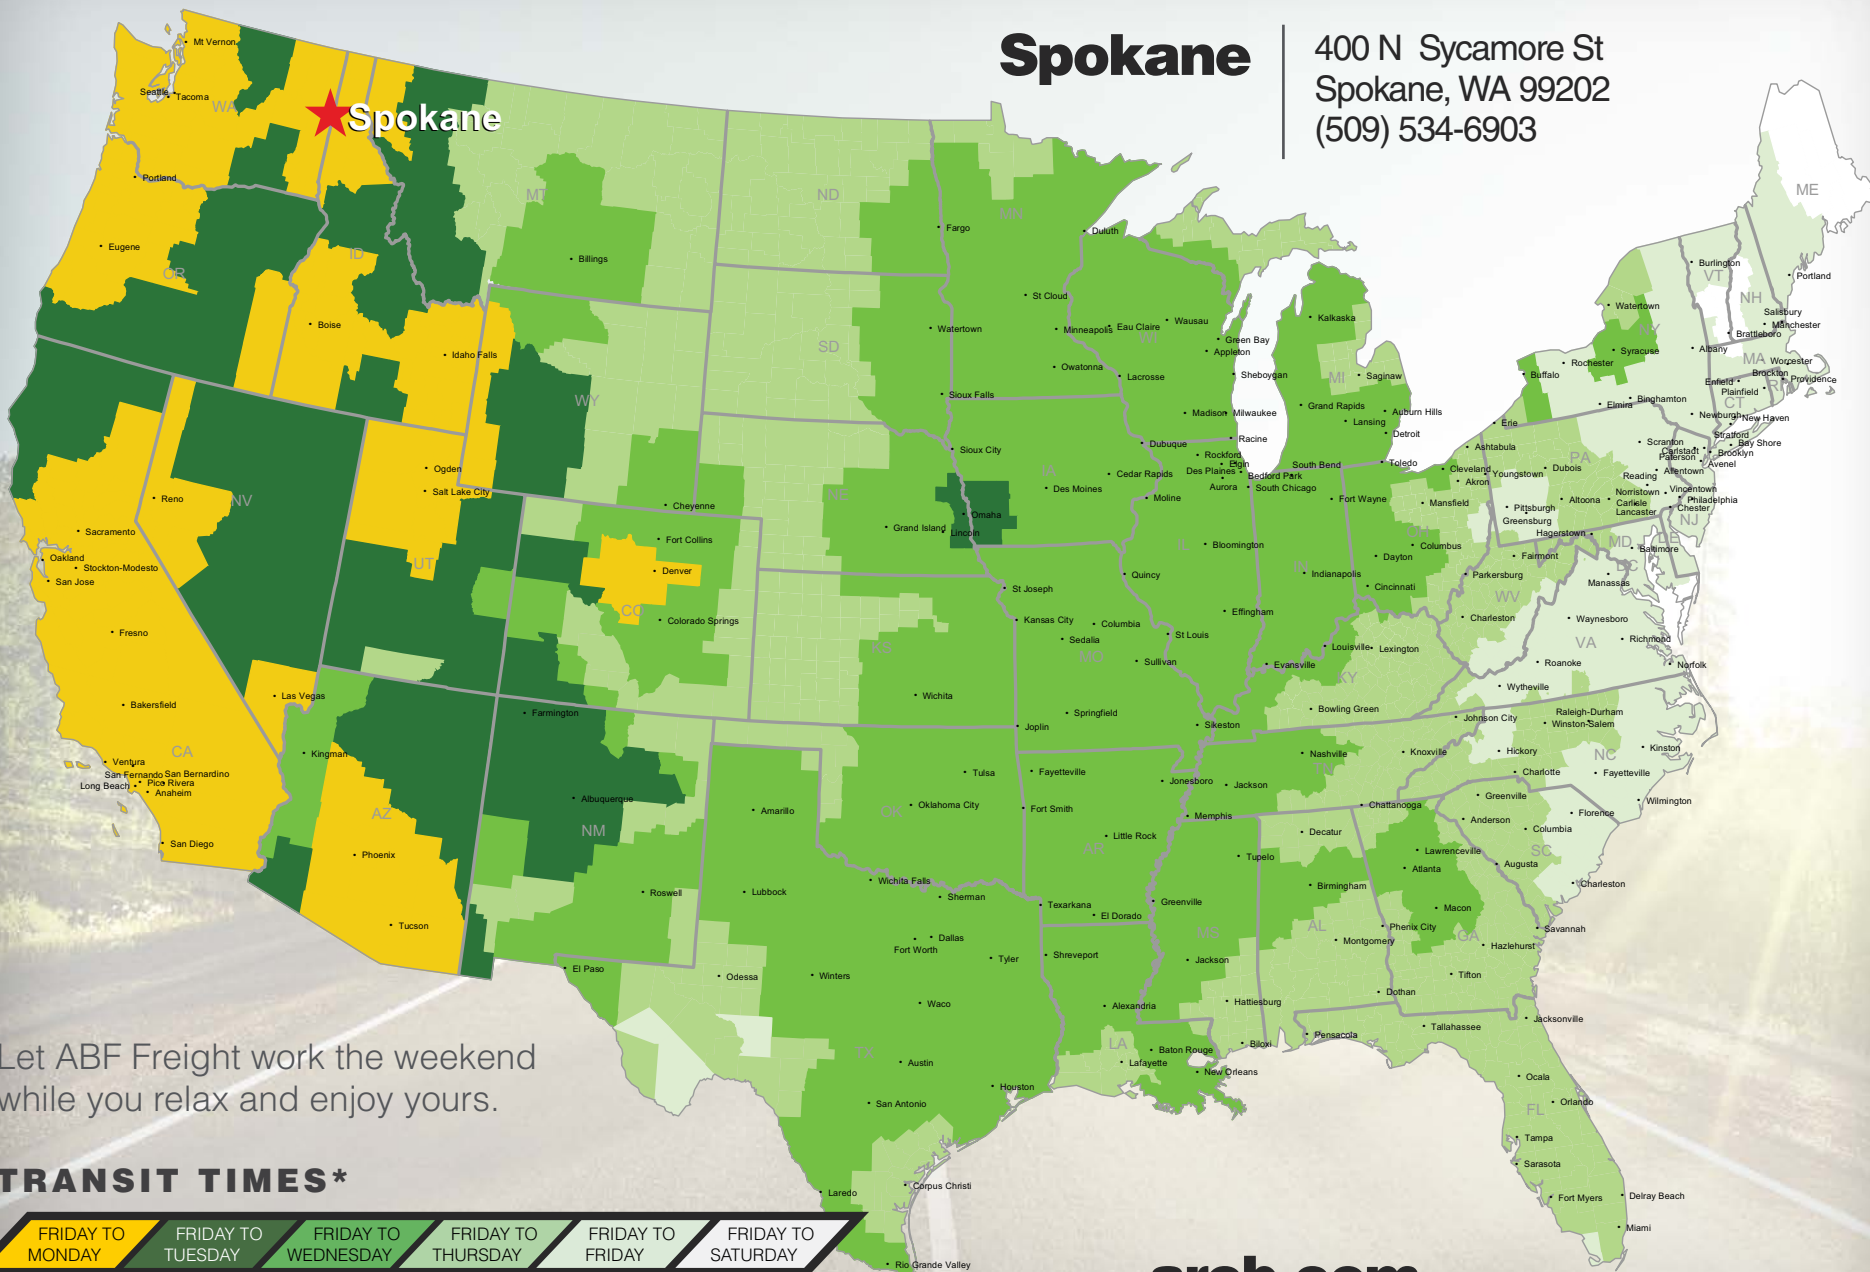 Spokane
400 N Sycamore St
Spokane, WA 99202
(509) 534-6903
Mt Vernon
Seattle
Tacoma
WA
Spokane
Portland
Eugene
OR
ID
Boise
Idaho Falls
MT
Billings
ND
Fargo
MN
Duluth
St Cloud
Minneapolis
Eau Claire
Wausau
WI
Watertown
SD
Owatonna
Lacrosse
Green Bay
Appleton
Sheboygan
Kalkaska
MI
Saginaw
Sioux Falls
Madison
Milwaukee
Grand Rapids
Lansing
Auburn Hills
Detroit
WY
Ogden
Salt Lake City
Reno
NV
Sacramento
Oakland
Stockton-Modesto
San Jose
Fresno
UT
Cheyenne
Fort Collins
Denver
CO
Colorado Springs
NE
Grand Island
Lincoln
Omaha
Sioux City
IA
Des Moines
Cedar Rapids
Dubuque
Moline
Racine
Rockford
Elgin
Des Plaines
Bedford Park
Aurora
South Chicago
South Bend
Toledo
Fort Wayne
IL
Bloomington
IN
Indianapolis
Quincy
Effingham
St Joseph
Kansas City
Columbia
Sedalia
MO
St Louis
Sullivan
KS
Wichita
Springfield
Joplin
Evansville
Sikeston
Louisville
Lexington
KY
Bowling Green
Cleveland
Akron
Youngstown
Ashtabula
Mansfield
OH
Columbus
Dayton
Cincinnati
Erie
Buffalo
Rochester
Syracuse
Watertown
NY
Burlington
VT
NH
ME
Portland
Salisbury
Manchester
Brattleboro
Albany
MA
Worcester
Brockton
Providence
RI
Enfield
Plainfield
CT
New Haven
Newburgh
Binghamton
Elmira
Stratford
Bay Shore
Brooklyn
Carlstadt
Paterson
Avenel
Scranton
Allentown
Reading
PA
Dubois
Altoona
Norristown
Vincentown
Carlisle
Philadelphia
Lancaster
Chester
NJ
Pittsburgh
Greensburg
Hagerstown
MD
DE
Baltimore
DC
Manassas
Fairmont
Parkersburg
WV
Charleston
Waynesboro
VA
Richmond
Roanoke
Norfolk
Wytheville
Johnson City
Raleigh-Durham
Winston-Salem
Hickory
NC
Kinston
Charlotte
Fayetteville
Wilmington
Las Vegas
Bakersfield
CA
Ventura
San Fernando
San Bernardino
Long Beach
Pico Rivera
Anaheim
San Diego
Kingman
AZ
Phoenix
Tucson
Farmington
Albuquerque
NM
Roswell
El Paso
Amarillo
Lubbock
Tulsa
OK
Oklahoma City
Wichita Falls
Sherman
Dallas
Fort Worth
Tyler
Odessa
Winters
Waco
TX
Austin
Houston
San Antonio
Laredo
Corpus Christi
Rio Grande Valley
Fayetteville
Fort Smith
Little Rock
AR
Jonesboro
Memphis
Jackson
Nashville
TN
Knoxville
Chattanooga
Texarkana
El Dorado
Greenville
Shreveport
Alexandria
LA
Lafayette
Baton Rouge
New Orleans
MS
Jackson
Tupelo
Hattiesburg
Biloxi
Decatur
Birmingham
AL
Montgomery
Dothan
Phenix City
Pensacola
Lawrenceville
Atlanta
Macon
GA
Hazlehurst
Tifton
Savannah
Greenville
Anderson
Columbia
Florence
SC
Augusta
Charleston
Tallahassee
Jacksonville
Ocala
Orlando
FL
Tampa
Sarasota
Fort Myers
Delray Beach
Miami
Let ABF Freight work the weekend
while you relax and enjoy yours.
TRANSIT TIMES*
FRIDAY TO
MONDAY
FRIDAY TO
TUESDAY
FRIDAY TO
WEDNESDAY
FRIDAY TO
THURSDAY
FRIDAY TO
FRIDAY
FRIDAY TO
SATURDAY
arcb.com